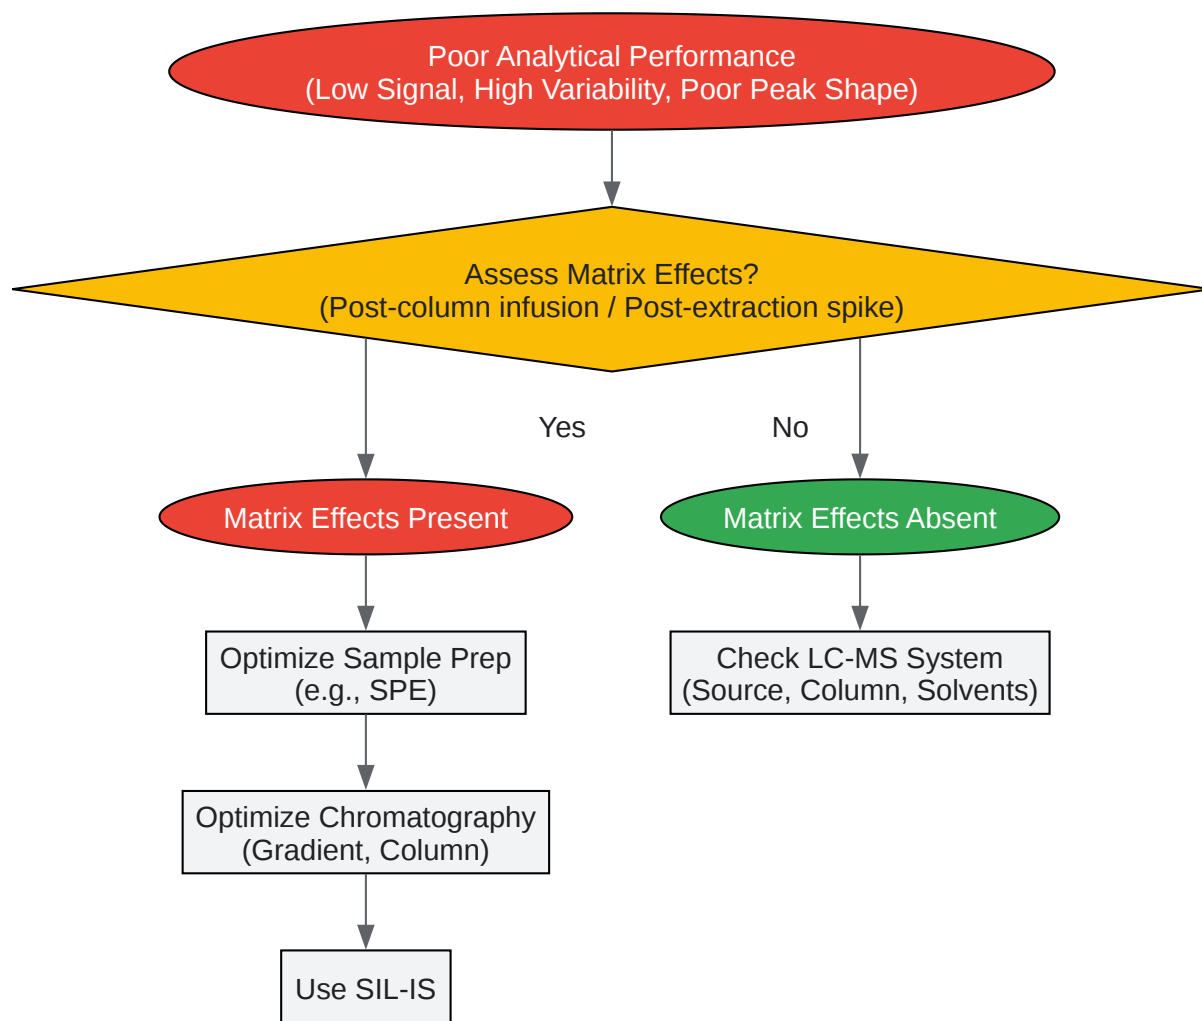 Poor Analytical Performance
(Low Signal, High Variability, Poor Peak Shape)
Assess Matrix Effects?
(Post-column infusion / Post-extraction spike)
Yes
No
Matrix Effects Present
Matrix Effects Absent
Optimize Sample Prep
(e.g., SPE)
Check LC-MS System
(Source, Column, Solvents)
Optimize Chromatography
(Gradient, Column)
Use SIL-IS